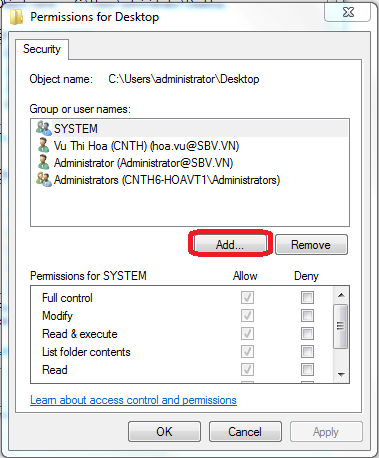 Permissions for Desktop
Security
Object name: C:\Users\administrator\Desktop
Group or user names:
SYSTEM
Vu Thi Hoa (CNTH) (hoa.vu@SBV.VN)
Administrator (Administrator@SBV.VN)
Administrators (CNTH6-HOAVT1\Administrators)
Add... Remove
Permissions for SYSTEM Allow Deny
Full control
Modify
Read & execute
List folder contents
Read
Learn about access control and permissions
OK Cancel Apply